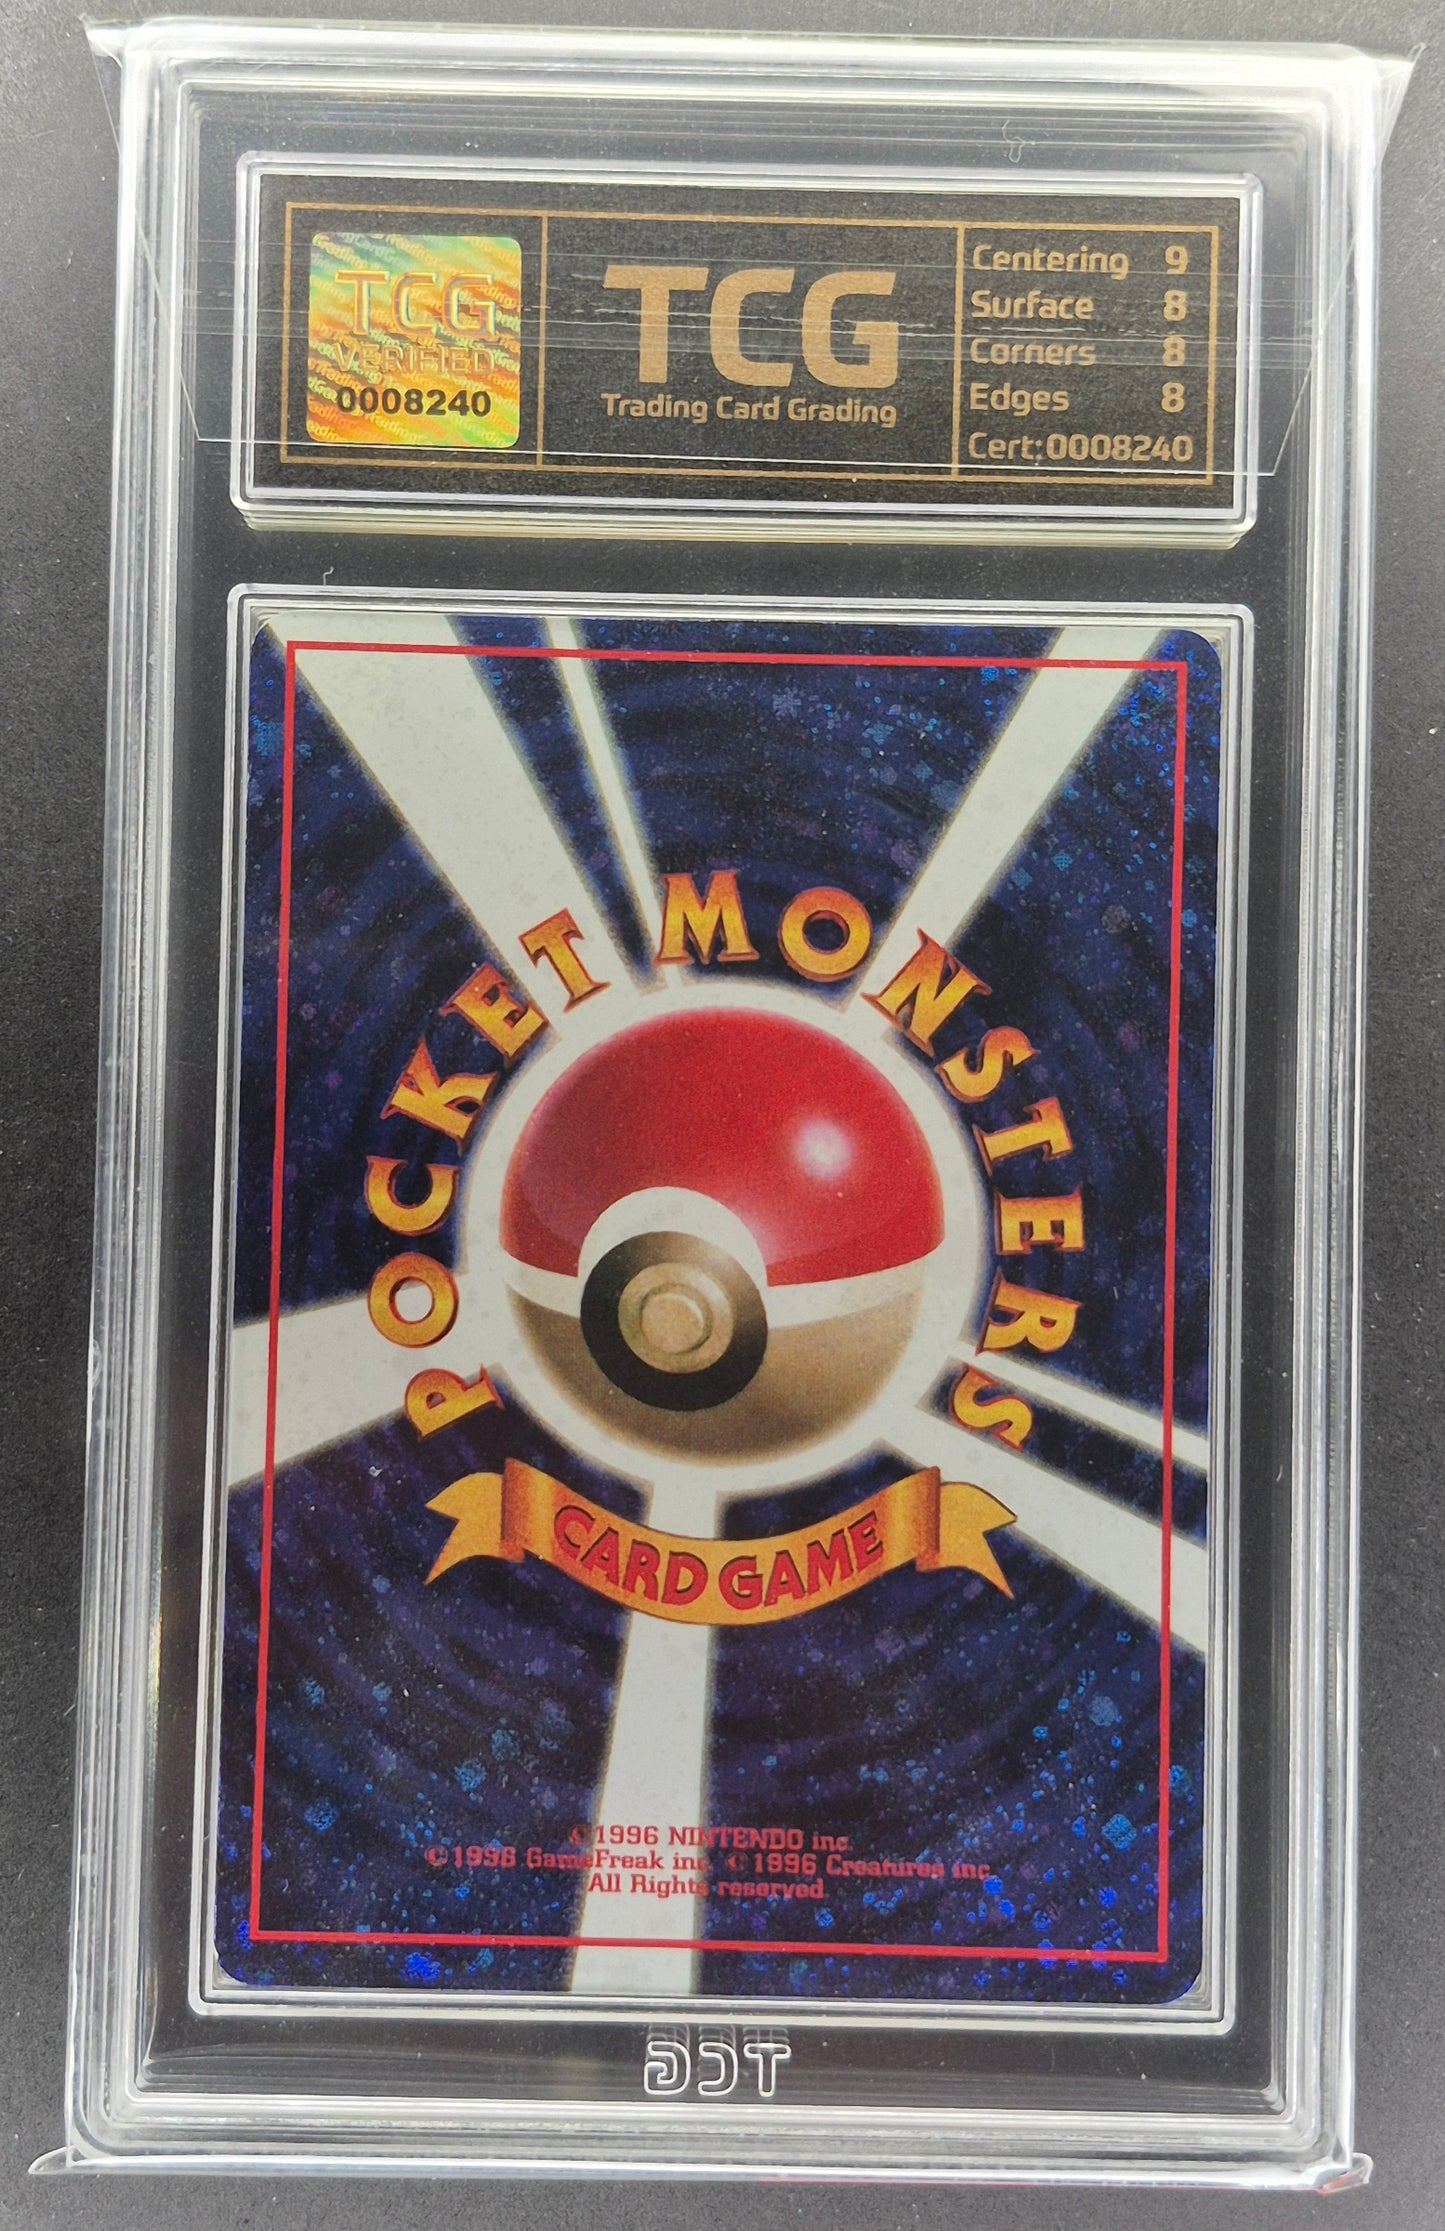 TCG
VERIFIED
0008240
TCG
Trading Card Grading
Centering 9
Surface 8
Corners 8
Edges 8
Cert:0008240
POCKET MONSTERS
CARD GAME
©1996 NINTENDO inc.
©1996 GameFreak inc. ©1996 Creatures inc.
All Rights reserved.
TCG